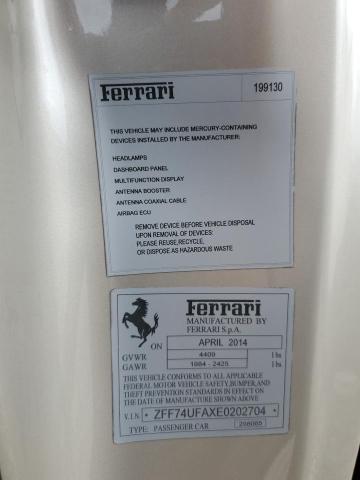 Ferrari 199130
THIS VEHICLE MAY INCLUDE MERCURY-CONTAINING
DEVICES INSTALLED BY THE MANUFACTURER:
HEADLAMPS
DASHBOARD PANEL
MULTIFUNCTION DISPLAY
ANTENNA BOOSTER
ANTENNA COAXIAL CABLE
AIRBAG ECU
REMOVE DEVICE BEFORE VEHICLE DISPOSAL
UPON REMOVAL OF DEVICES:
PLEASE REUSE,RECYCLE,
OR DISPOSE AS HAZARDOUS WASTE
Ferrari
MANUFACTURED BY
FERRARI S.p.A.
ON APRIL 2014
GVWR 4409 lbs
GAWR 1984 - 2425 lbs
THIS VEHICLE CONFORMS TO ALL APPLICABLE
FEDERAL MOTOR VEHICLE SAFETY,BUMPER,AND
THEFT PREVENTION STANDARDS IN EFFECT ON
THE DATE OF MANUFACTURE SHOWN ABOVE
V.I.N. ZFF74UFAXE0202704
TYPE: PASSENGER CAR 298065